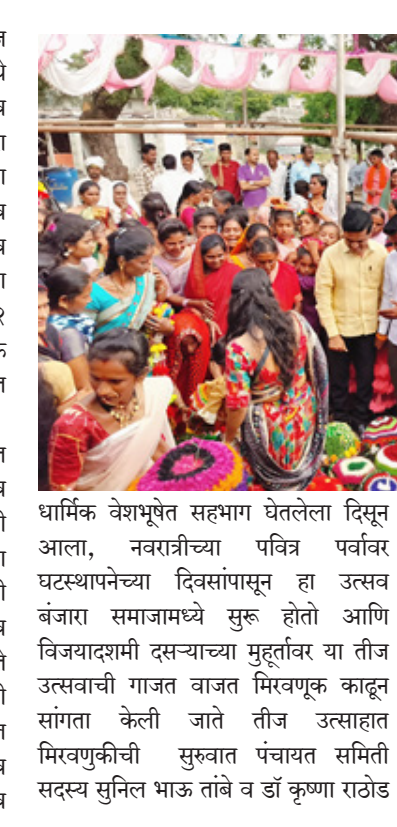 धार्मिक वेशभूषेत सहभाग घेतलेला दिसून
आला, नवरात्रीच्या पवित्र पर्वावर
घटस्थापनेच्या दिवसांपासून हा उत्सव
बंजारा समाजामध्ये सुरू होतो आणि
विजयादशमी दसऱ्याच्या मुहूर्तावर या तीज
उत्सवाची गाजत वाजत मिरवणूक काढून
सांगता केली जाते तीज उत्साहात
मिरवणुकीची सुरुवात पंचायत समिती
सदस्य सुनिल भाऊ तांबे व डॉ कृष्णा राठोड